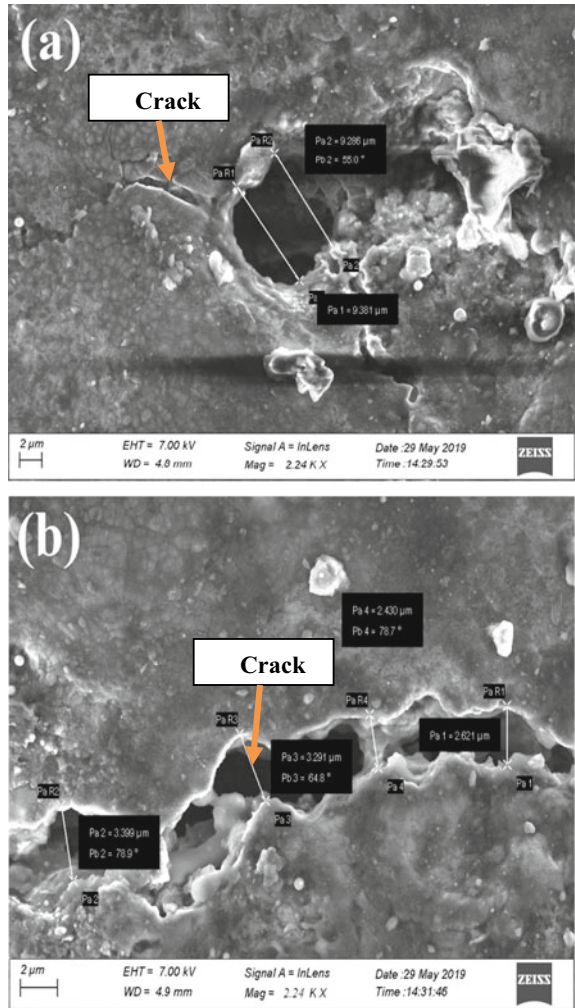 (a)
Crack
Pa R2
Pa 2 = 9.286 µm
Pb 2 = 55.0 °
Pa R1
Pa 2
Pa 1 = 9.381 µm
2 µm
EHT = 7.00 kV
Signal A = InLens
Date :29 May 2019
WD = 4.8 mm
Mag = 2.24 K X
Time :14:29:53
ZEISS
(b)
Pa 4 = 2.430 µm
Pb 4 = 78.7 °
Crack
Pa R4
Pa R1
Pa R3
Pa 1 = 2.621 µm
Pa 3 = 3.291 µm
Pb 3 = 64.8 °
Pa 4
Pa 1
Pa R2
Pa 3
Pa 2 = 3.399 µm
Pb 2 = 78.9 °
Pa 2
2 µm
EHT = 7.00 kV
Signal A = InLens
Date :29 May 2019
WD = 4.9 mm
Mag = 2.24 K X
Time :14:31:46
ZEISS